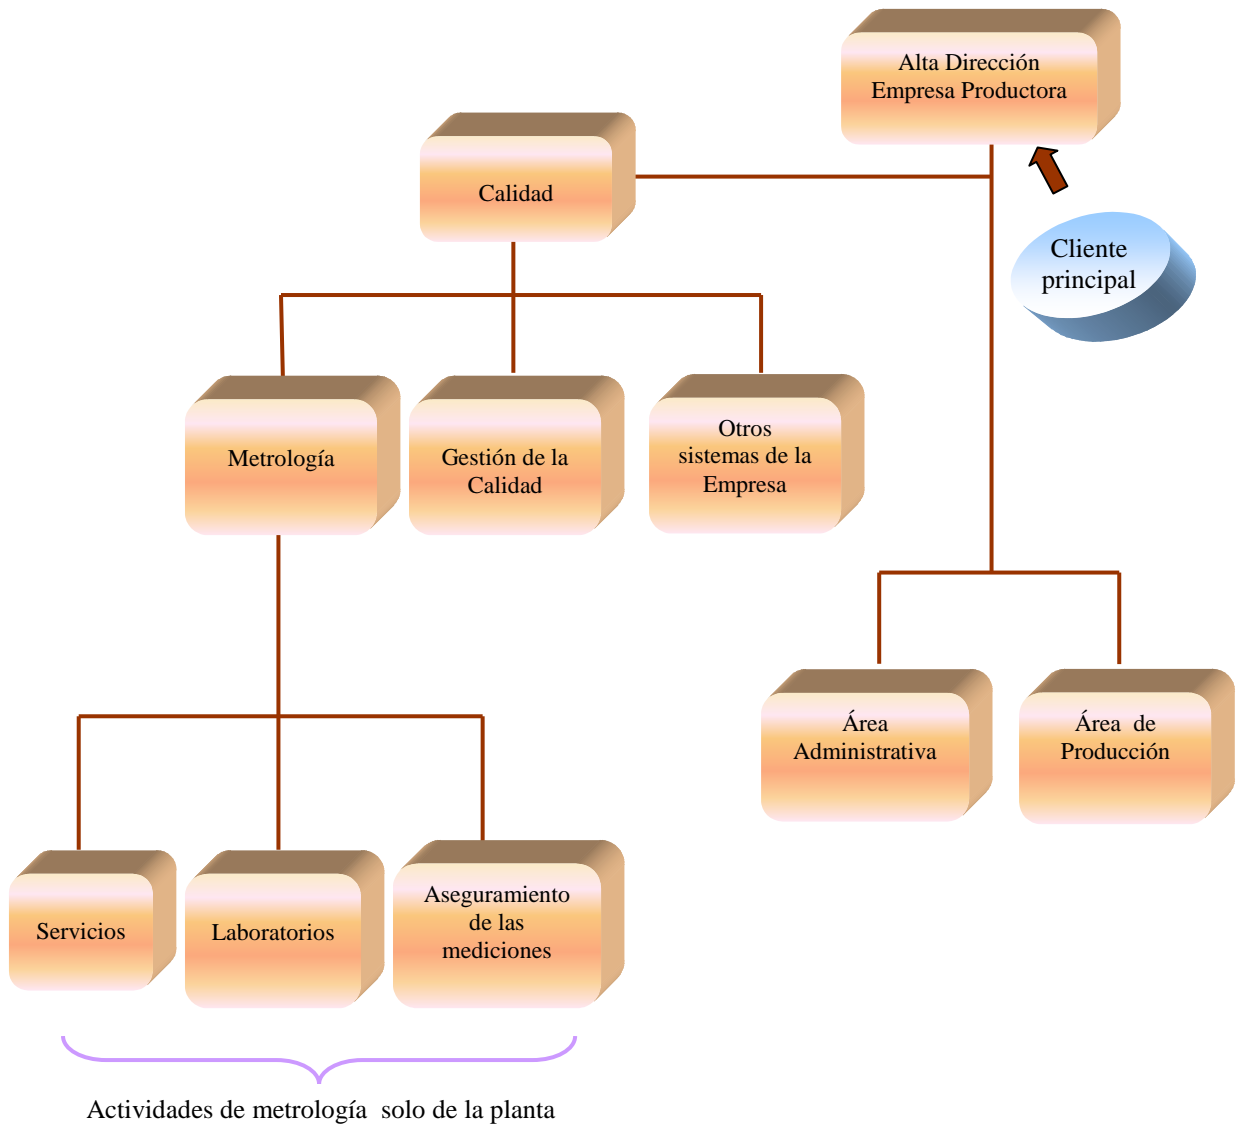 Alta Dirección
Empresa Productora
Calidad
Cliente
principal
Metrología
Gestión de la
Calidad
Otros
sistemas de la
Empresa
Área
Administrativa
Área  de
Producción
Servicios
Laboratorios
Aseguramiento
de las
mediciones
Actividades de metrología  solo de la planta